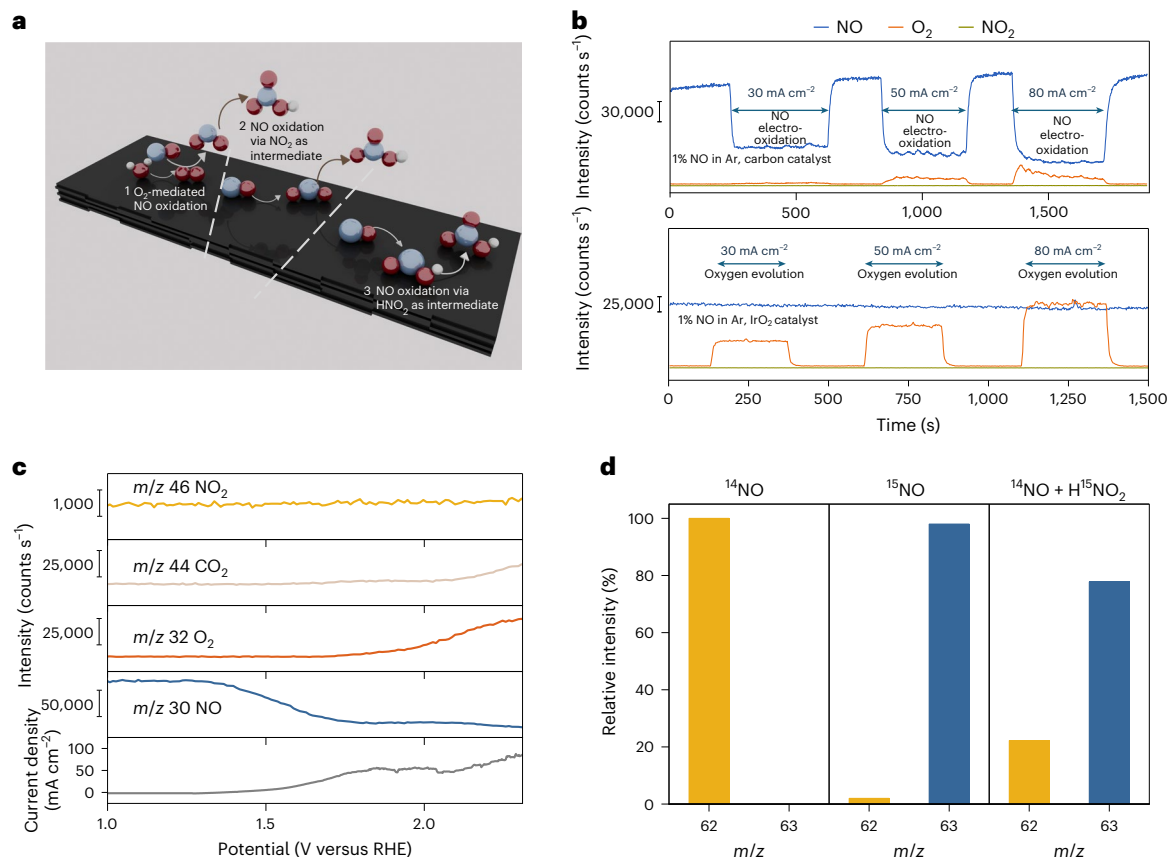 a
2 NO oxidation
via NO₂ as
intermediate
1 O₂-mediated
NO oxidation
3 NO oxidation via
HNO₂ as intermediate
b
NO O₂ NO₂
Intensity (counts s⁻¹)
30,000
30 mA cm⁻² 50 mA cm⁻² 80 mA cm⁻²
NO
electro-
oxidation
NO
electro-
oxidation
NO
electro-
oxidation
1% NO in Ar, carbon catalyst
0 500 1,000 1,500
Intensity (counts s⁻¹)
25,000
30 mA cm⁻² 50 mA cm⁻² 80 mA cm⁻²
Oxygen evolution Oxygen evolution Oxygen evolution
1% NO in Ar, IrO₂ catalyst
0 250 500 750 1,000 1,250 1,500
Time (s)
c
Intensity (counts s⁻¹)
1,000
m/z 46 NO₂
25,000
m/z 44 CO₂
25,000
m/z 32 O₂
50,000
m/z 30 NO
Current density
(mA cm⁻²)
100
50
0
1.0 1.5 2.0
Potential (V versus RHE)
d
¹⁴NO ¹⁵NO ¹⁴NO + H¹⁵NO₂
Relative intensity (%)
100
80
60
40
20
0
62 63 62 63 62 63
m/z m/z m/z